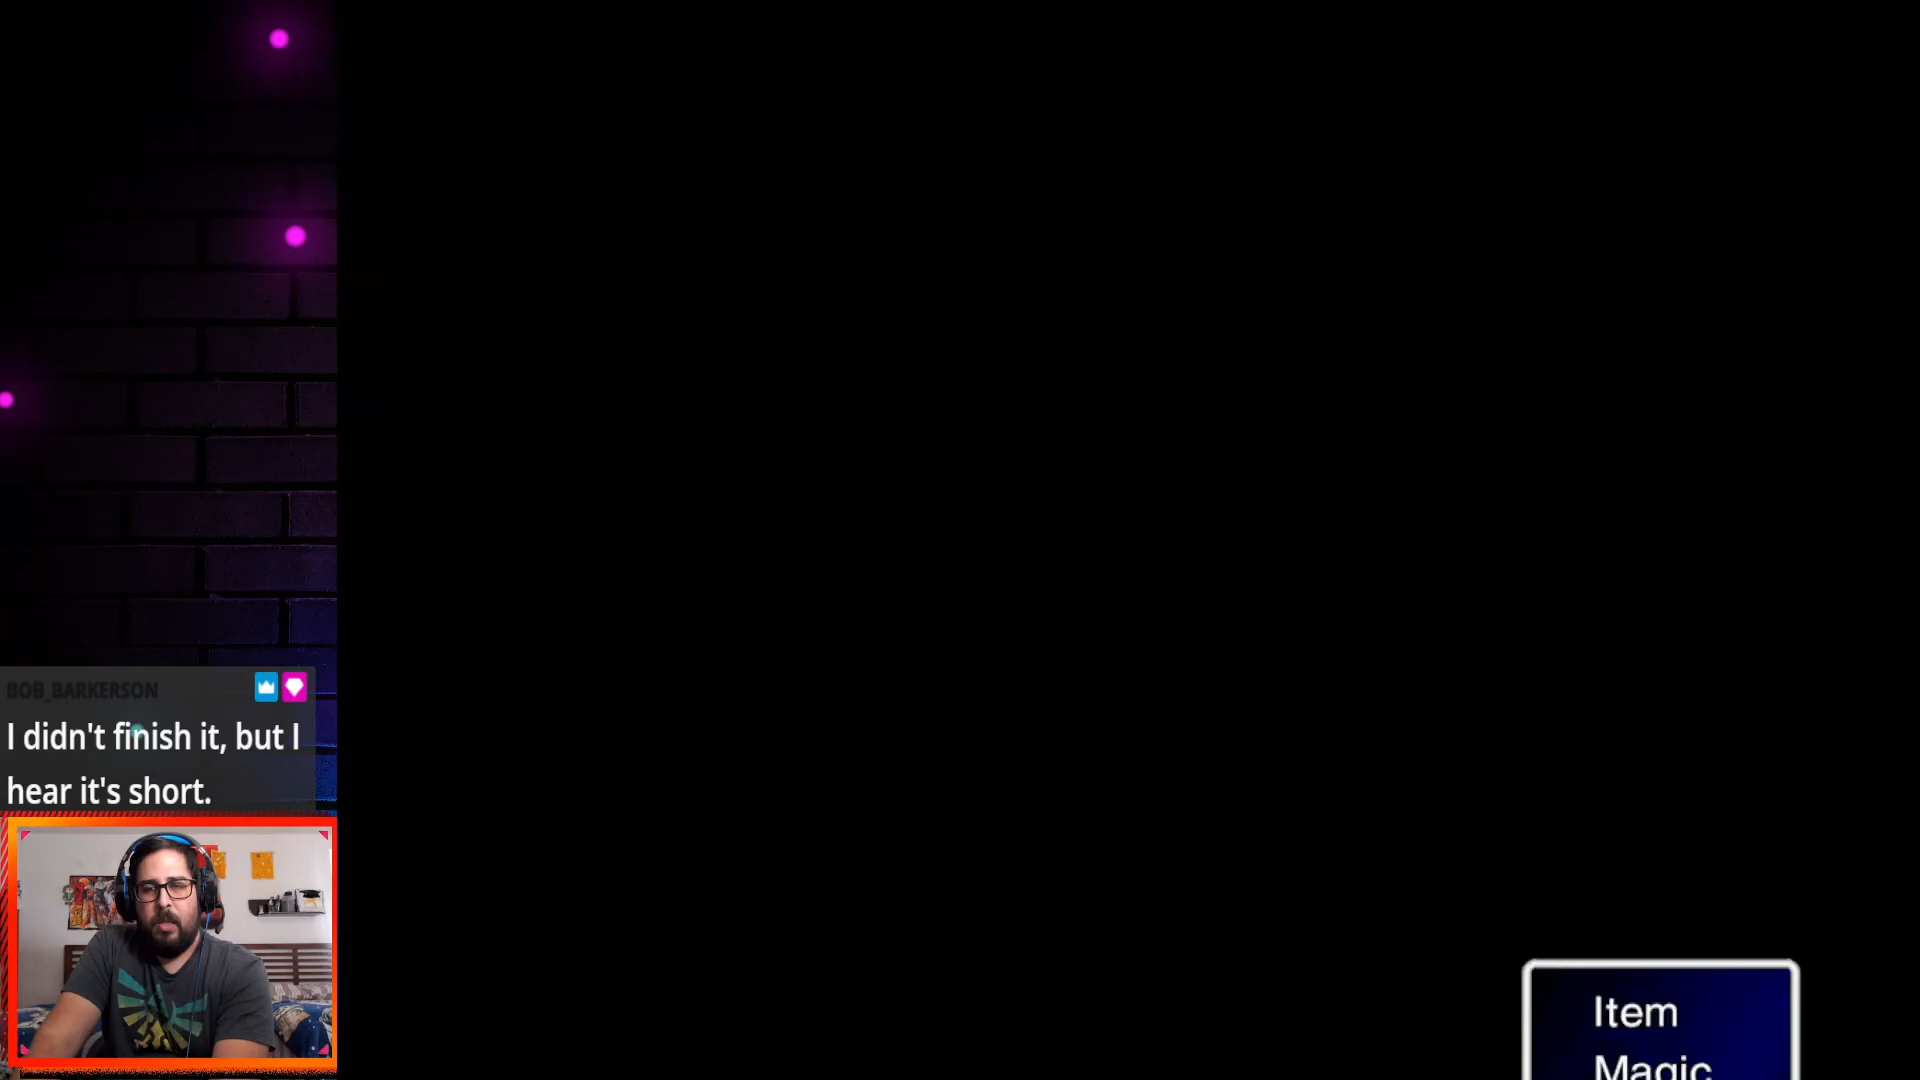 BOB_BARKERSON
I didn't finish it, but I
hear it's short.
Item
Magic